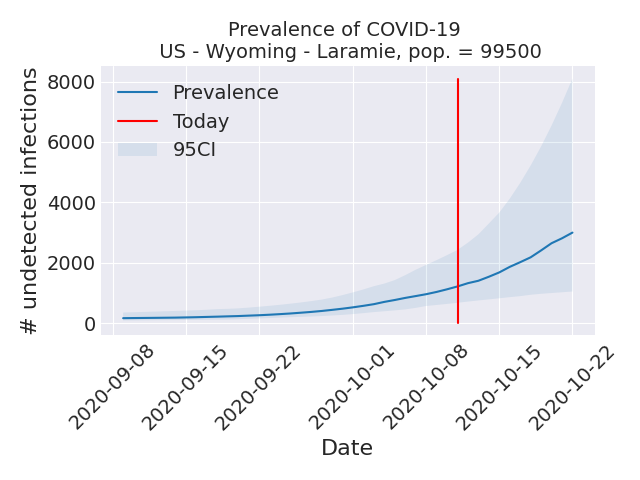 Prevalence of COVID-19
US - Wyoming - Laramie, pop. = 99500
# undetected infections
8000
6000
4000
2000
0
Prevalence
Today
95CI
2020-09-08
2020-09-15
2020-09-22
2020-10-01
2020-10-08
2020-10-15
2020-10-22
Date